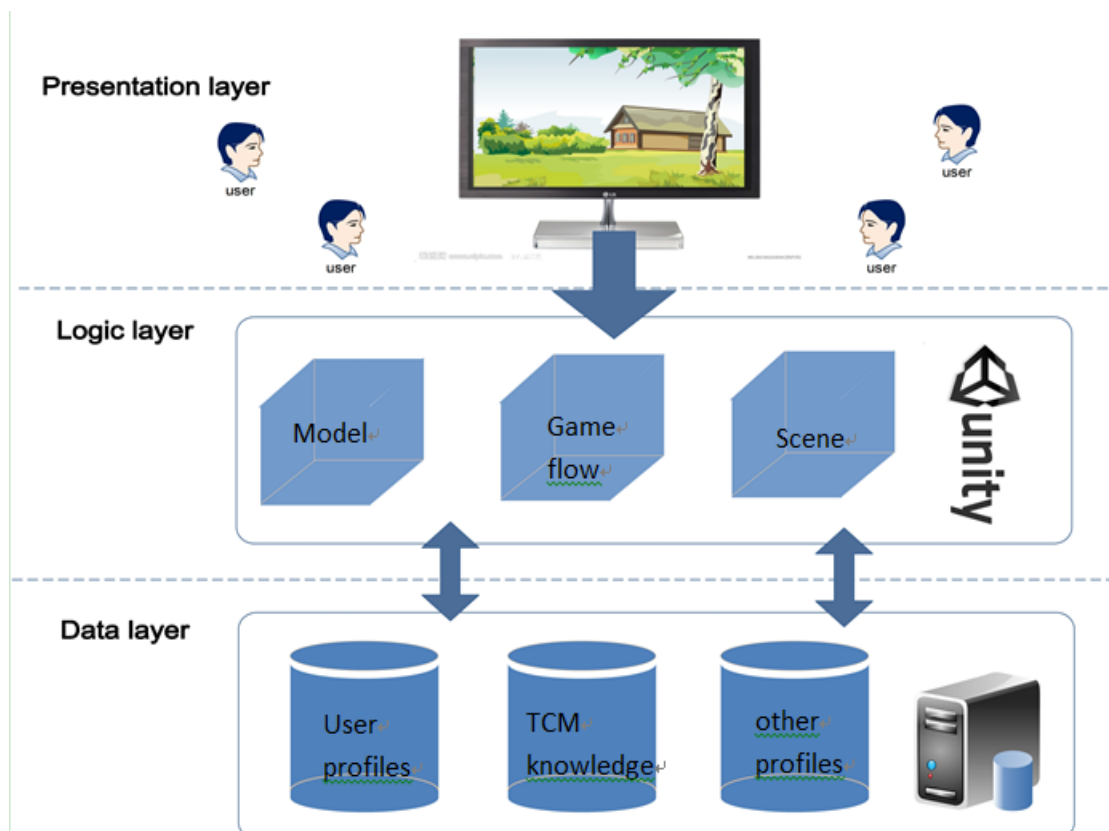 Presentation layer
user
user
user
user
Logic layer
Model
Game
flow
Scene
unity
Data layer
User
profiles
TCM
knowledge
other
profiles